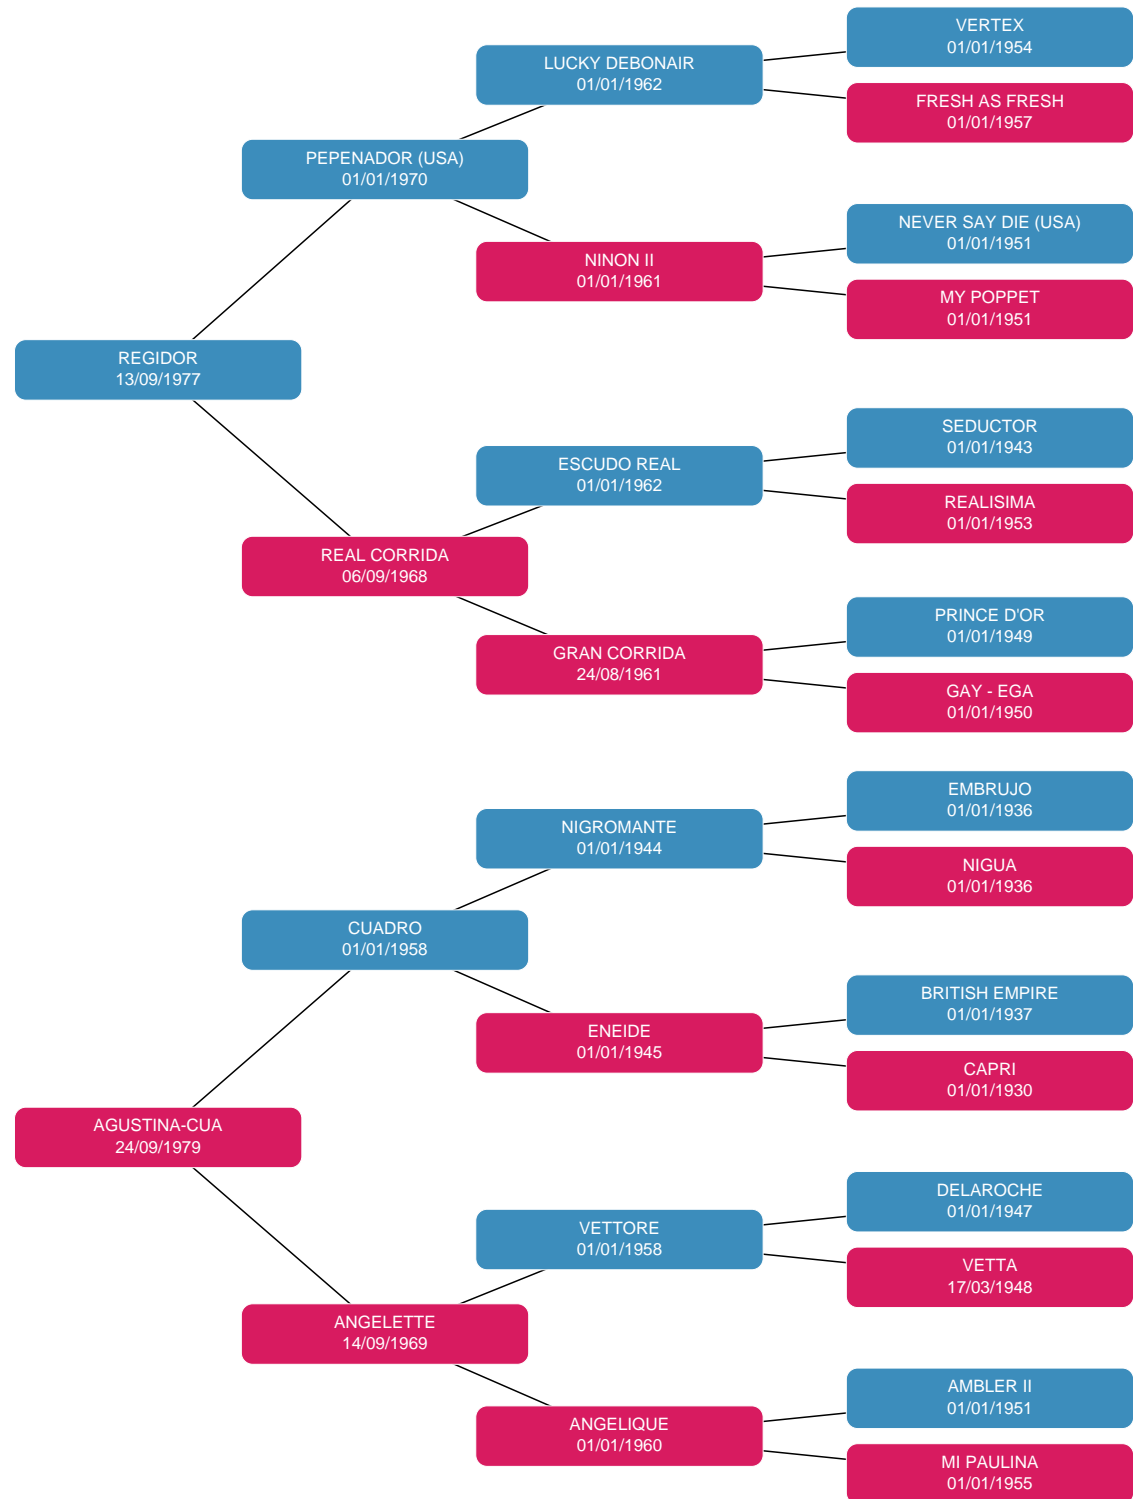 VERTEX
01/01/1954
LUCKY DEBONAIR
01/01/1962
FRESH AS FRESH
01/01/1957
PEPENADOR (USA)
01/01/1970
NEVER SAY DIE (USA)
01/01/1951
NINON II
01/01/1961
MY POPPET
01/01/1951
REGIDOR
13/09/1977
SEDUCTOR
01/01/1943
ESCUDO REAL
01/01/1962
REALISIMA
01/01/1953
REAL CORRIDA
06/09/1968
PRINCE D'OR
01/01/1949
GRAN CORRIDA
24/08/1961
GAY - EGA
01/01/1950
EMBRUJO
01/01/1936
NIGROMANTE
01/01/1944
NIGUA
01/01/1936
CUADRO
01/01/1958
BRITISH EMPIRE
01/01/1937
ENEIDE
01/01/1945
CAPRI
01/01/1930
AGUSTINA-CUA
24/09/1979
DELAROCHE
01/01/1947
VETTORE
01/01/1958
VETTA
17/03/1948
ANGELETTE
14/09/1969
AMBLER II
01/01/1951
ANGELIQUE
01/01/1960
MI PAULINA
01/01/1955